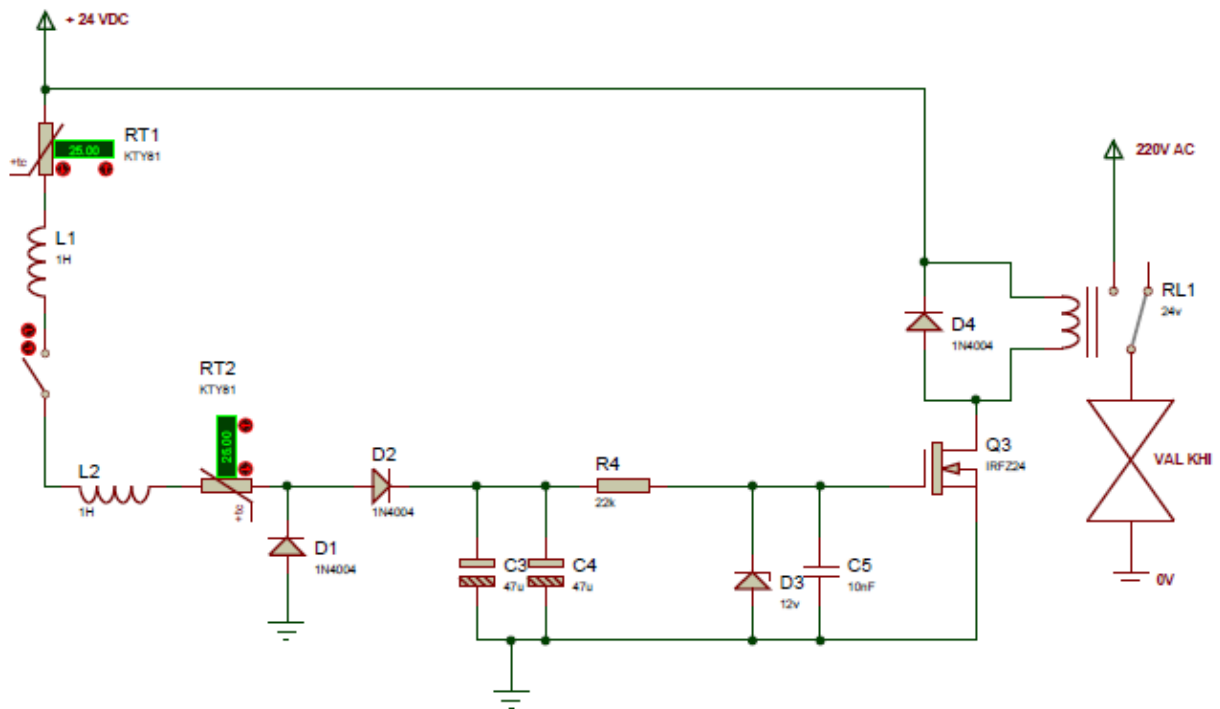 + 24 VDC
RT1
KTY81
25.00
+tc
L1
1H
RT2
KTY81
25.00
+tc
L2
1H
D1
1N4004
D2
1N4004
C3
47u
C4
47u
R4
22k
D3
12v
C5
10nF
D4
1N4004
Q3
IRFZ24
220V AC
RL1
24v
VAL KHI
0V